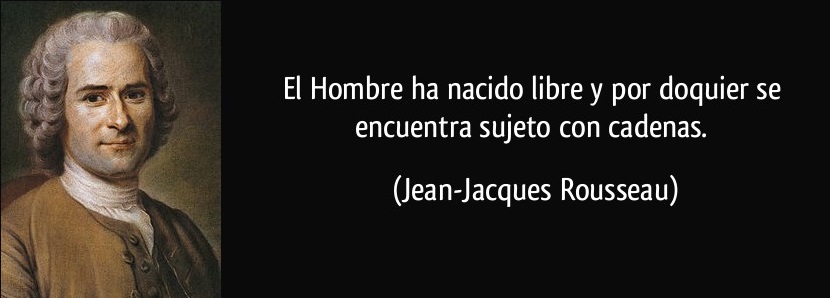 El Hombre ha nacido libre y por doquier se
encuentra sujeto con cadenas.
(Jean-Jacques Rousseau)